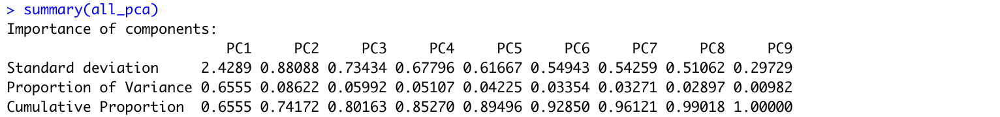 > summary(all_pca)
Importance of components:
                          PC1     PC2     PC3     PC4     PC5     PC6     PC7     PC8     PC9
Standard deviation     2.4289 0.88088 0.73434 0.67796 0.61667 0.54943 0.54259 0.51062 0.29729
Proportion of Variance 0.6555 0.08622 0.05992 0.05107 0.04225 0.03354 0.03271 0.02897 0.00982
Cumulative Proportion  0.6555 0.74172 0.80163 0.85270 0.89496 0.92850 0.96121 0.99018 1.00000